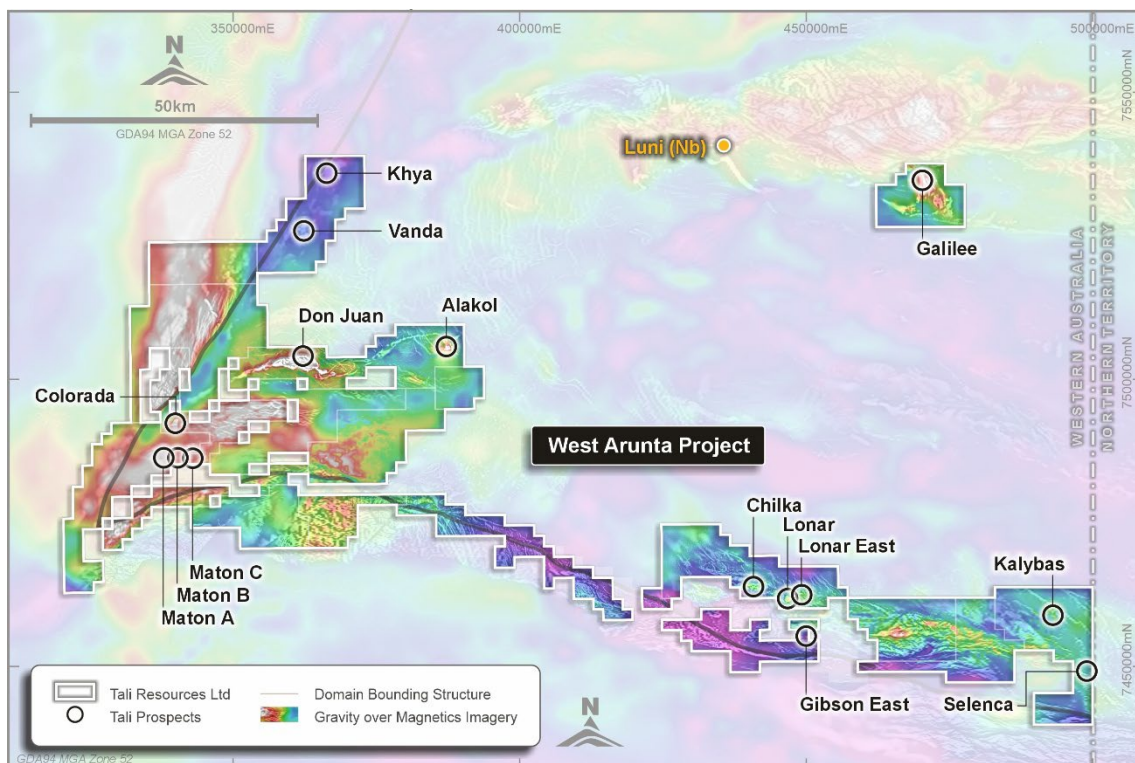 350000mE
400000mE
450000mE
500000mE
N
50km
GDA94 MGA Zone 52
7550000mN
Luni (Nb)
Khya
Vanda
Galilee
WESTERN AUSTRALIA
NORTHERN TERRITORY
Don Juan
Alakol
7500000mN
Colorada
West Arunta Project
Chilka
Lonar
Lonar East
Kalybas
Maton C
Maton B
Maton A
7450000mN
Gibson East
Selenca
Tali Resources Ltd
Domain Bounding Structure
Tali Prospects
Gravity over Magnetics Imagery
N
GDA94 MGA Zone 52